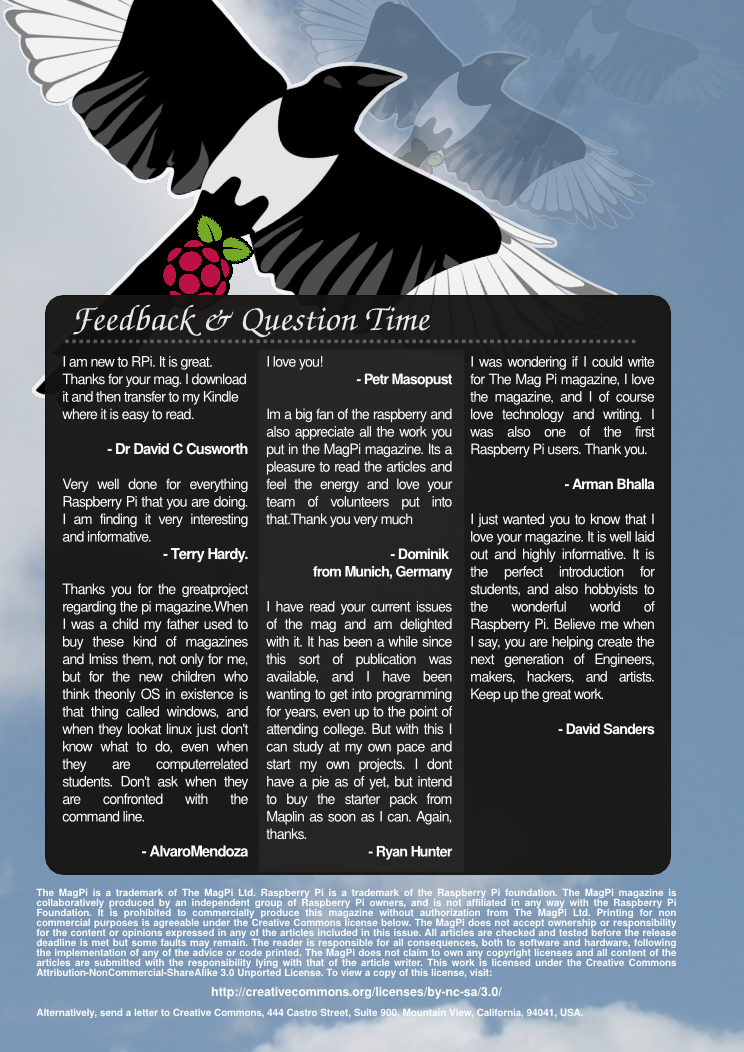 Feedback & Question Time
I am new to RPi. It is great.
Thanks for your mag. I download
it and then transfer to my Kindle
where it is easy to read.
- Dr David C Cusworth
Very well done for everything
Raspberry Pi that you are doing.
I am finding it very interesting
and informative.
- Terry Hardy.
Thanks you for the greatproject
regarding the pi magazine.When
I was a child my father used to
buy these kind of magazines
and Imiss them, not only for me,
but for the new children who
think theonly OS in existence is
that thing called windows, and
when they lookat linux just don't
know what to do, even when
they are computerrelated
students. Don't ask when they
are confronted with the
command line.
- AlvaroMendoza
I love you!
- Petr Masopust
Im a big fan of the raspberry and
also appreciate all the work you
put in the MagPi magazine. Its a
pleasure to read the articles and
feel the energy and love your
team of volunteers put into
that.Thank you very much
- Dominik
from Munich, Germany
I have read your current issues
of the mag and am delighted
with it. It has been a while since
this sort of publication was
available, and I have been
wanting to get into programming
for years, even up to the point of
attending college. But with this I
can study at my own pace and
start my own projects. I dont
have a pie as of yet, but intend
to buy the starter pack from
Maplin as soon as I can. Again,
thanks.
- Ryan Hunter
I was wondering if I could write
for The Mag Pi magazine, I love
the magazine, and I of course
love technology and writing. I
was also one of the first
Raspberry Pi users. Thank you.
- Arman Bhalla
I just wanted you to know that I
love your magazine. It is well laid
out and highly informative. It is
the perfect introduction for
students, and also hobbyists to
the wonderful world of
Raspberry Pi. Believe me when
I say, you are helping create the
next generation of Engineers,
makers, hackers, and artists.
Keep up the great work.
- David Sanders
The MagPi is a trademark of The MagPi Ltd. Raspberry Pi is a trademark of the Raspberry Pi foundation. The MagPi magazine is
collaboratively produced by an independent group of Raspberry Pi owners, and is not affiliated in any way with the Raspberry Pi
Foundation. It is prohibited to commercially produce this magazine without authorization from The MagPi Ltd. Printing for non
commercial purposes is agreeable under the Creative Commons license below. The MagPi does not accept ownership or responsibility
for the content or opinions expressed in any of the articles included in this issue. All articles are checked and tested before the release
deadline is met but some faults may remain. The reader is responsible for all consequences, both to software and hardware, following
the implementation of any of the advice or code printed. The MagPi does not claim to own any copyright licenses and all content of the
articles are submitted with the responsibility lying with that of the article writer. This work is licensed under the Creative Commons
Attribution-NonCommercial-ShareAlike 3.0 Unported License. To view a copy of this license, visit:
http://creativecommons.org/licenses/by-nc-sa/3.0/
Alternatively, send a letter to Creative Commons, 444 Castro Street, Suite 900, Mountain View, California, 94041, USA.